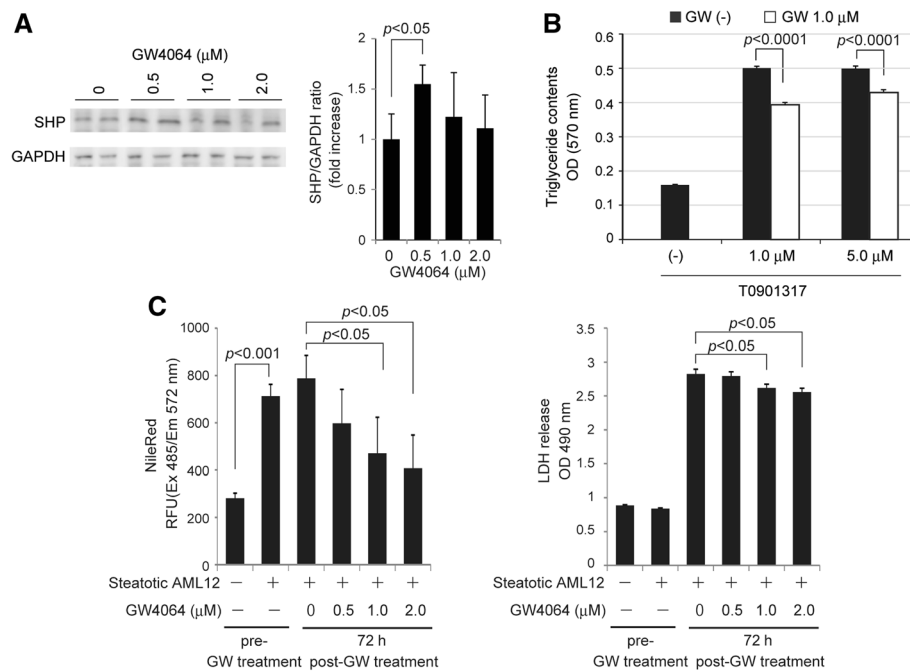 A
GW4064 (μM)
0 0.5 1.0 2.0
SHP
GAPDH
SHP/GAPDH ratio
(fold increase)
2
1.5
1
0.5
0
p<0.05
0 0.5 1.0 2.0
GW4064 (μM)
B
GW (-) GW 1.0 μM
Triglyceride contents
OD (570 nm)
0.6
0.5
0.4
0.3
0.2
0.1
0
p<0.0001 p<0.0001
(-) 1.0 μM 5.0 μM
T0901317
C
NileRed
RFU(Ex 485/Em 572 nm)
1000
800
600
400
200
0
p<0.001
p<0.05
p<0.05
Steatotic AML12 − + + + + +
GW4064 (μM) − − 0 0.5 1.0 2.0
pre-
GW treatment
72 h
post-GW treatment
LDH release
OD 490 nm
3.5
3
2.5
2
1.5
1
0.5
0
p<0.05
p<0.05
Steatotic AML12 − + + + + +
GW4064 (μM) − − 0 0.5 1.0 2.0
pre-
GW treatment
72 h
post-GW treatment